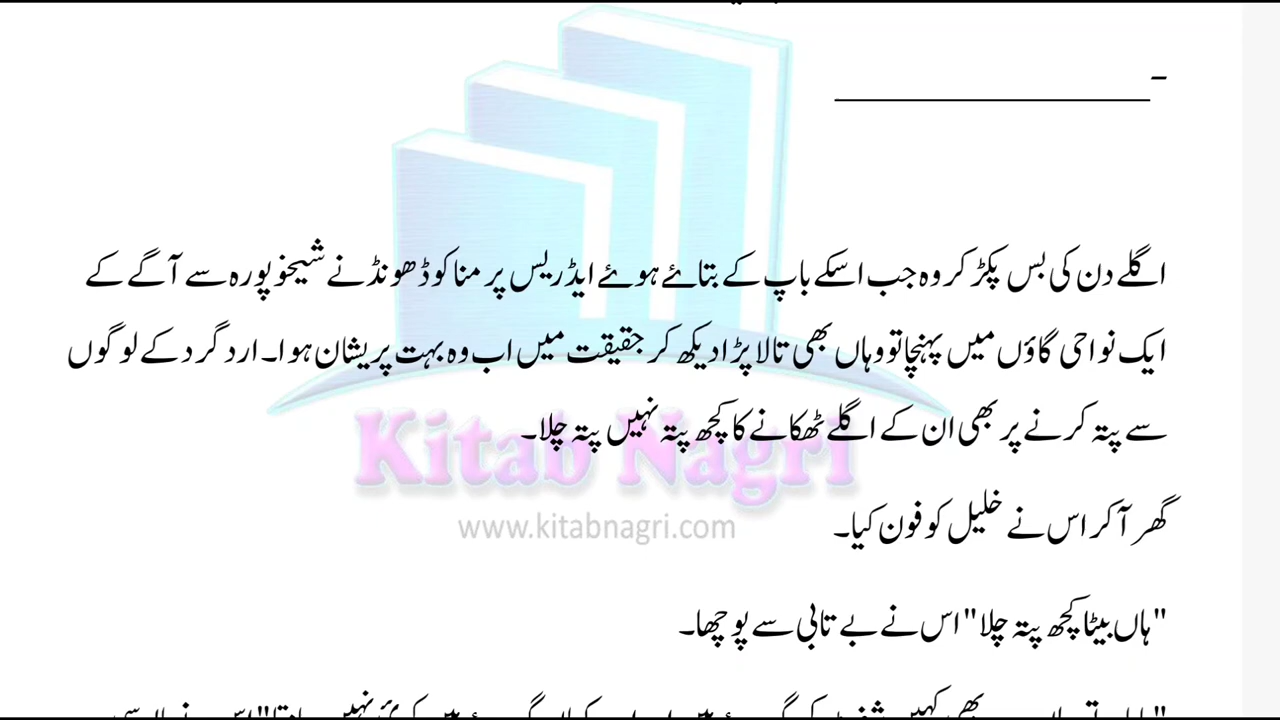 اگلے دن کی بس پکڑ کر وہ جب اسکے باپ کے بتائے ہوئے ایڈریس پر منا کو ڈھونڈنے شیخوپورہ سے آگے کے
ایک نواحی گاؤں میں پہنچا تو وہاں بھی تالا پڑا دیکھ کر حقیقت میں اب وہ بہت پریشان ہوا۔ ارد گرد کے لوگوں
سے پتہ کرنے پر بھی ان کے اگلے ٹھکانے کا کچھ پتہ نہیں پتہ چلا۔
Kitab Nagri
گھر آ کر اس نے خلیل کو فون کیا۔
www.kitabnagri.com
"ہاں بیٹا کچھ پتہ چلا" اس نے بے تابی سے پوچھا۔